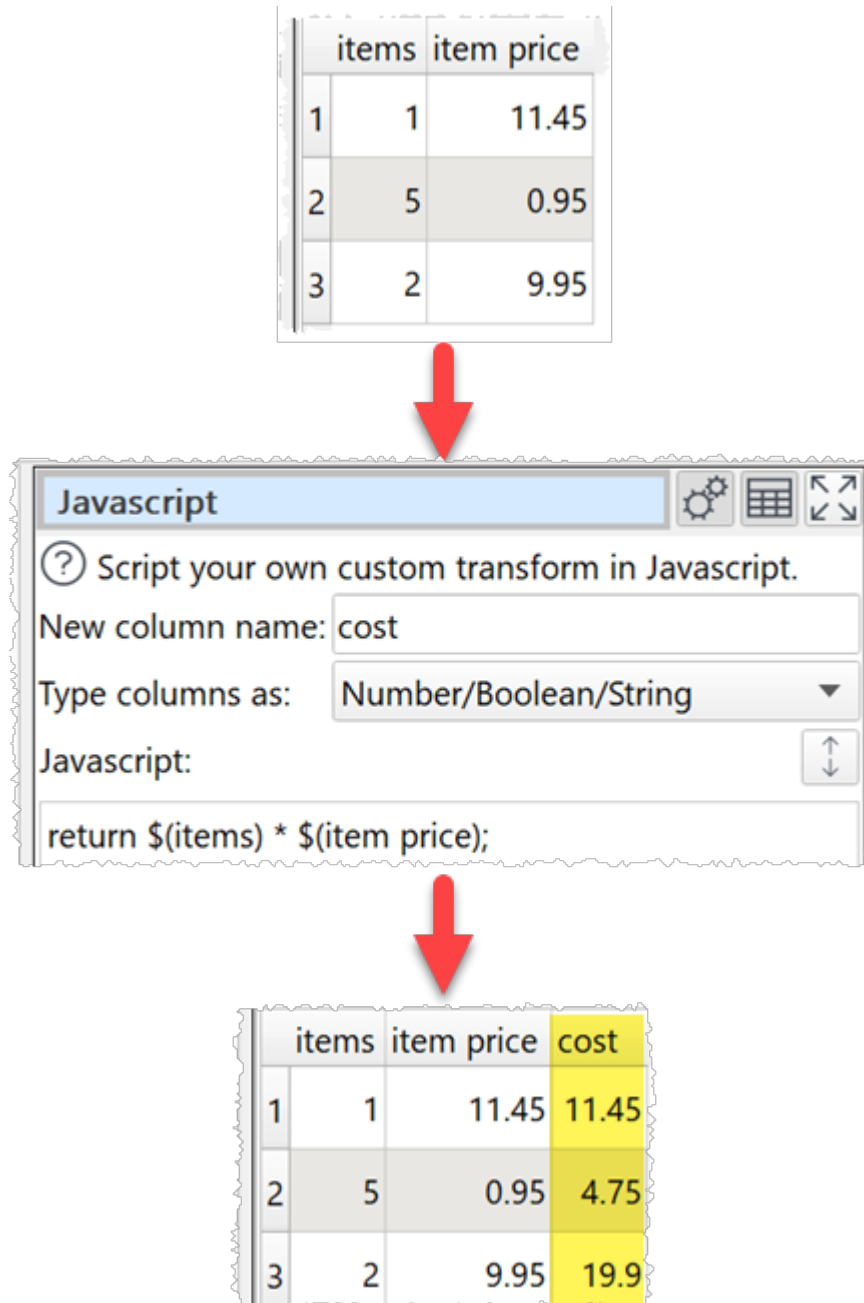 items item price
1 1 11.45
2 5 0.95
3 2 9.95
Javascript
? Script your own custom transform in Javascript.
New column name: cost
Type columns as: Number/Boolean/String
Javascript:
return $(items) * $(item price);
items item price cost
1 1 11.45 11.45
2 5 0.95 4.75
3 2 9.95 19.9